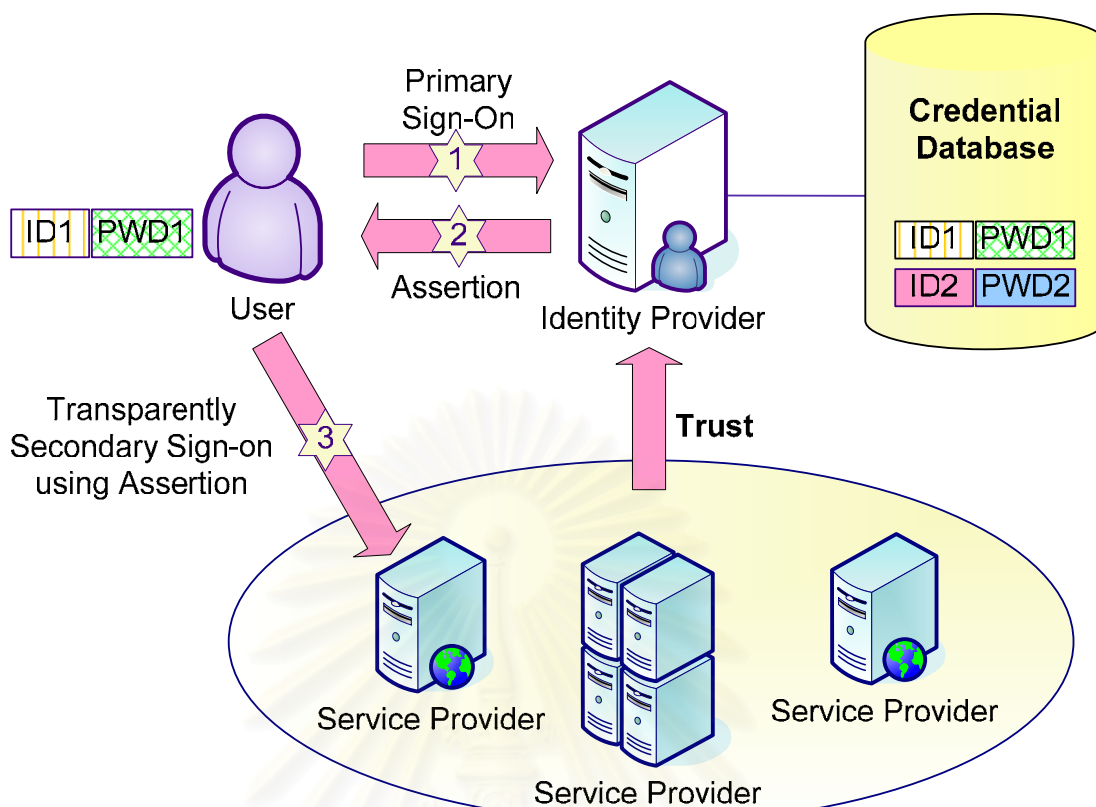 Primary
Sign-On
1
2
Assertion
ID1 PWD1
User
Identity Provider
Credential
Database
ID1 PWD1
ID2 PWD2
Transparently
Secondary Sign-on
using Assertion
3
Trust
Service Provider
Service Provider
Service Provider